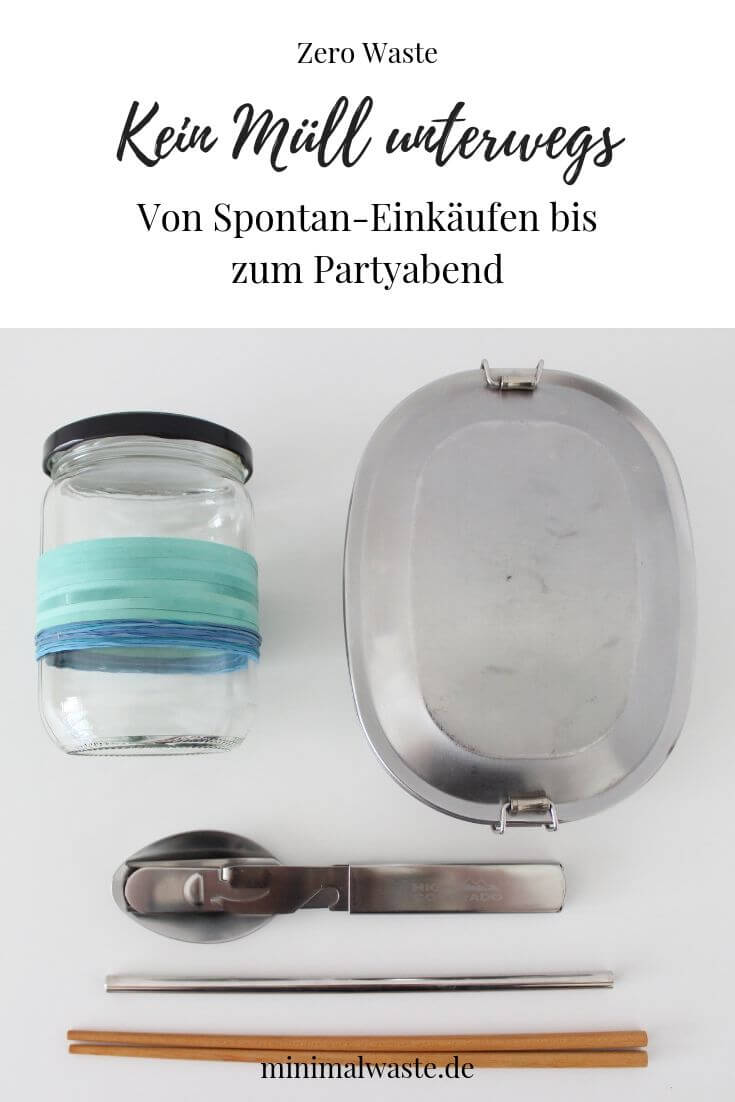 Zero Waste
Kein Müll unterwegs
Von Spontan-Einkäufen bis
zum Partyabend
minimalwaste.de